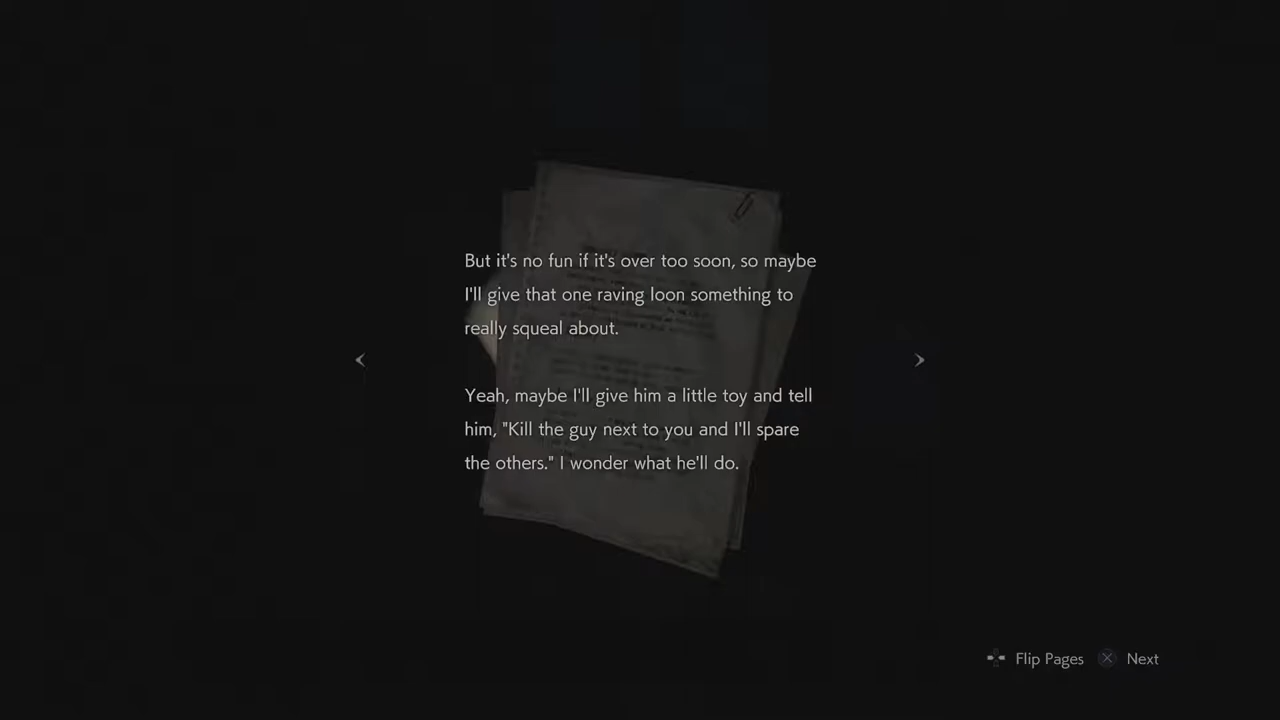 But it's no fun if it's over too soon, so maybe
I'll give that one raving loon something to
really squeal about.
Yeah, maybe I'll give him a little toy and tell
him, "Kill the guy next to you and I'll spare
the others." I wonder what he'll do.
Flip Pages
Next